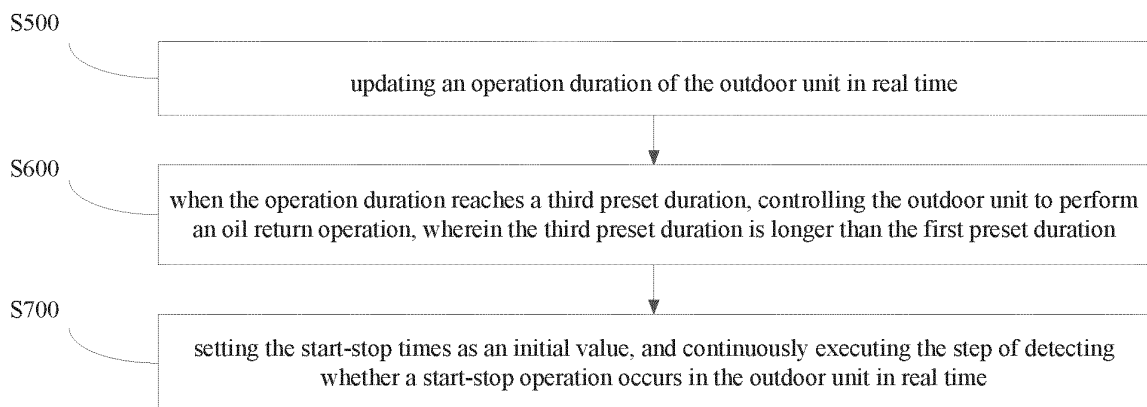 S500
updating an operation duration of the outdoor unit in real time
S600
when the operation duration reaches a third preset duration, controlling the outdoor unit to perform
an oil return operation, wherein the third preset duration is longer than the first preset duration
S700
setting the start-stop times as an initial value, and continuously executing the step of detecting
whether a start-stop operation occurs in the outdoor unit in real time